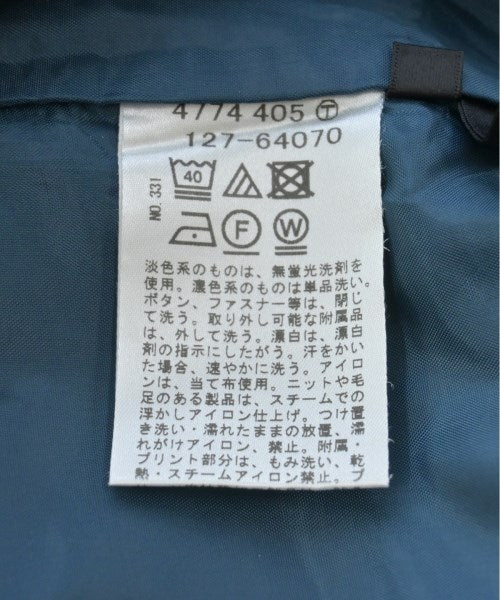 4774 405 Ⓣ
127-64070
NO.331
40
F W
淡色系のものは、無蛍光洗剤を
使用。濃色系のものは単品洗い。
ボタン、ファスナー等は、閉じ
て洗う。取り外し可能な附属品
は、外して洗う。漂白は、漂白
剤の指示にしたがう。汗をかい
た場合、速やかに洗う。アイロ
ンは、当て布使用。ニットや毛
足のある製品は、スチームでの
浮かしアイロン仕上げ。つけ置
き洗い・濡れたままの放置、濡
れがけアイロン、禁止。附属・
プリント部分は、もみ洗い、乾
熱・スチームアイロン禁止。プ